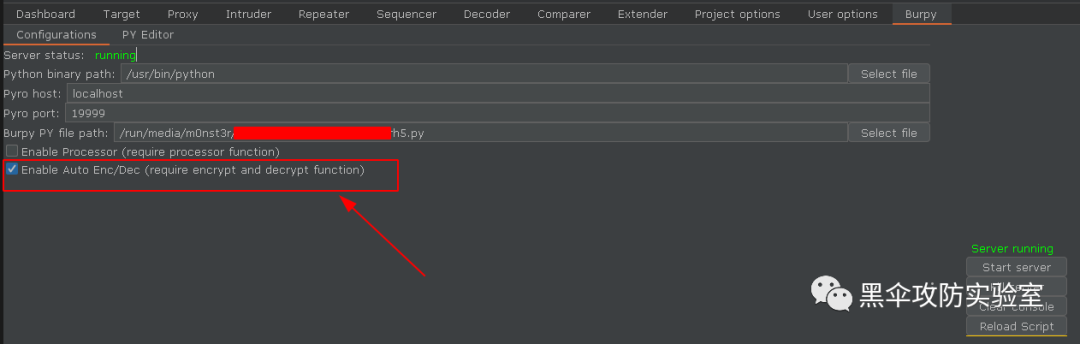 Dashboard Target Proxy Intruder Repeater Sequencer Decoder Comparer Extender Project options User options Burpy
Configurations PY Editor
Server status: running
Python binary path: /usr/bin/python Select file
Pyro host: localhost
Pyro port: 19999
Burpy PY file path: /run/media/m0nst3r/ h5.py Select file
Enable Processor (require processor function)
Enable Auto Enc/Dec (require encrypt and decrypt function)
Server running
Start server
黑伞攻防实验室
Clear console
Reload Script